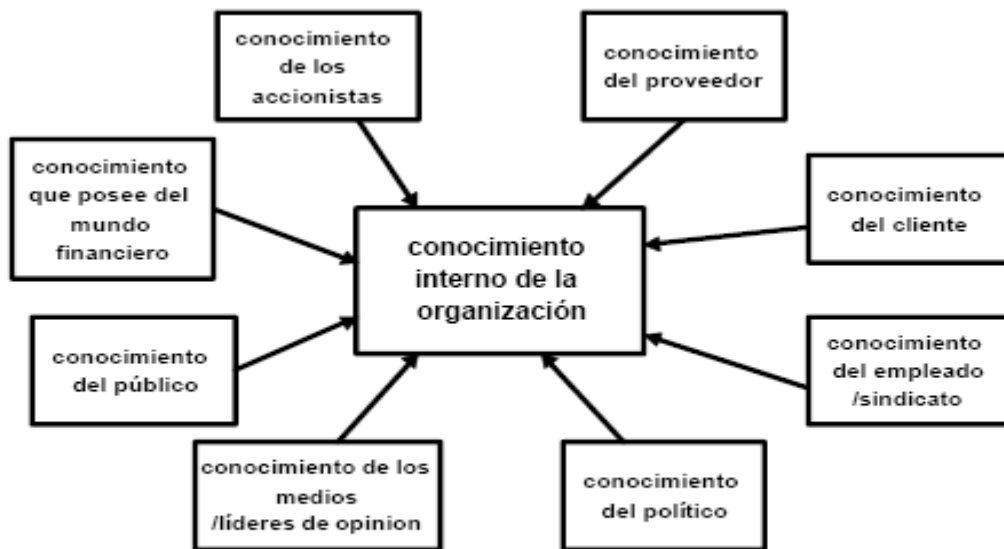 conocimiento
de los
accionistas
conocimiento
del proveedor
conocimiento
que posee del
mundo
financiero
conocimiento
del cliente
conocimiento
interno de la
organización
conocimiento
del público
conocimiento
del empleado
/sindicato
conocimiento de los
medios
/líderes de opinion
conocimiento
del político